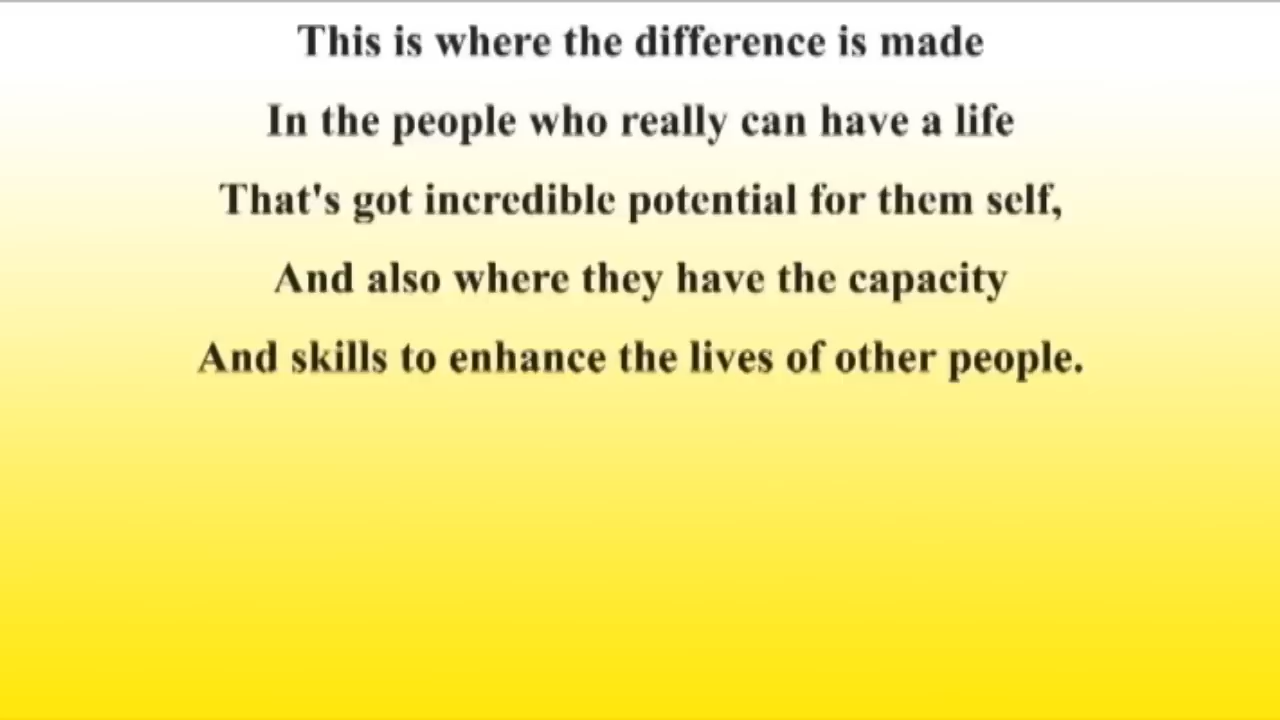 This is where the difference is made
In the people who really can have a life
That's got incredible potential for them self,
And also where they have the capacity
And skills to enhance the lives of other people.